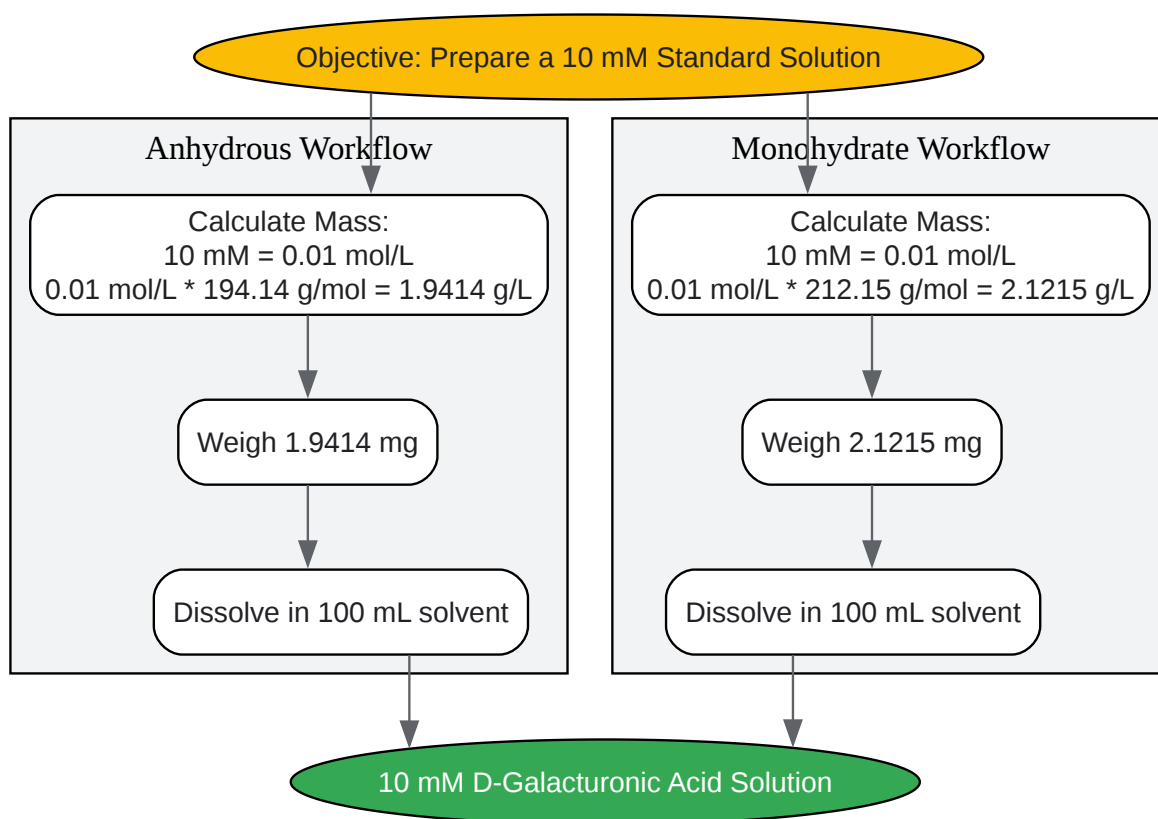 Objective: Prepare a 10 mM Standard Solution
Anhydrous Workflow
Calculate Mass:
10 mM = 0.01 mol/L
0.01 mol/L * 194.14 g/mol = 1.9414 g/L
Weigh 1.9414 mg
Dissolve in 100 mL solvent
Monohydrate Workflow
Calculate Mass:
10 mM = 0.01 mol/L
0.01 mol/L * 212.15 g/mol = 2.1215 g/L
Weigh 2.1215 mg
Dissolve in 100 mL solvent
10 mM D-Galacturonic Acid Solution